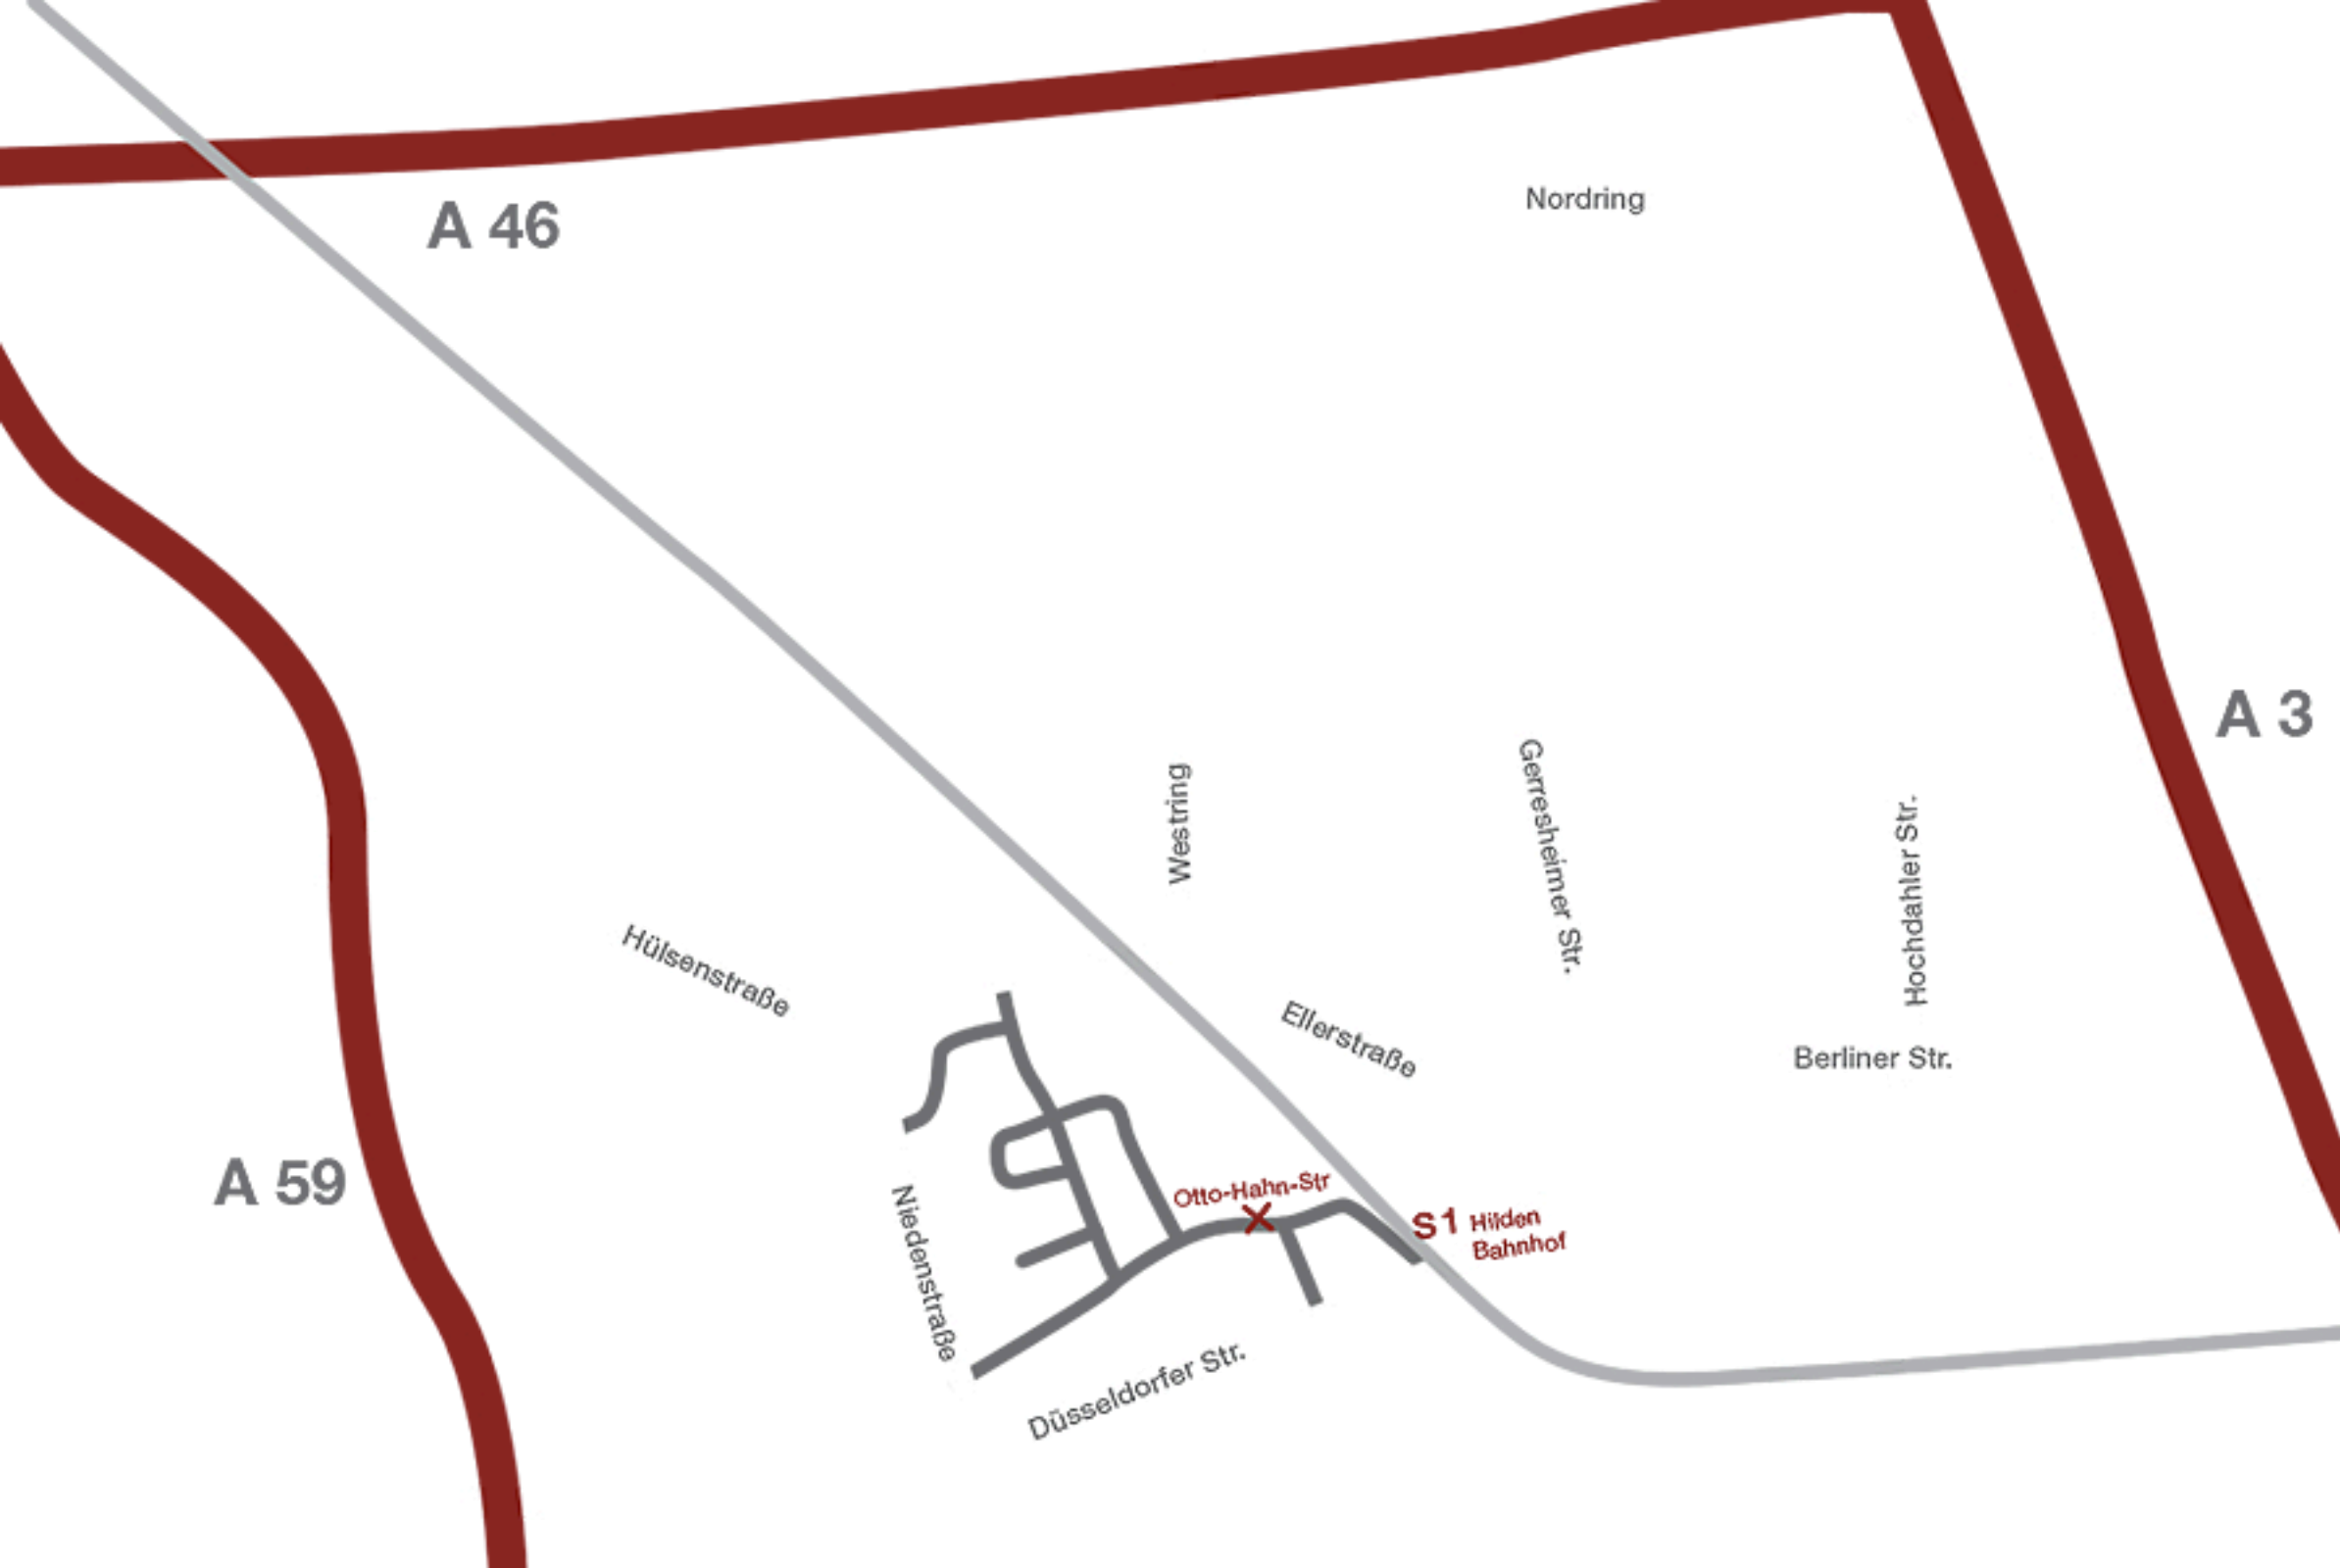 Nordring
A 46
A 3
Westring
Gerresheimer Str.
Hochdahler Str.
Hülsenstraße
Ellerstraße
Berliner Str.
A 59
Niedenstraße
Otto-Hahn-Str
S1 Hilden
Bahnhof
Düsseldorfer Str.